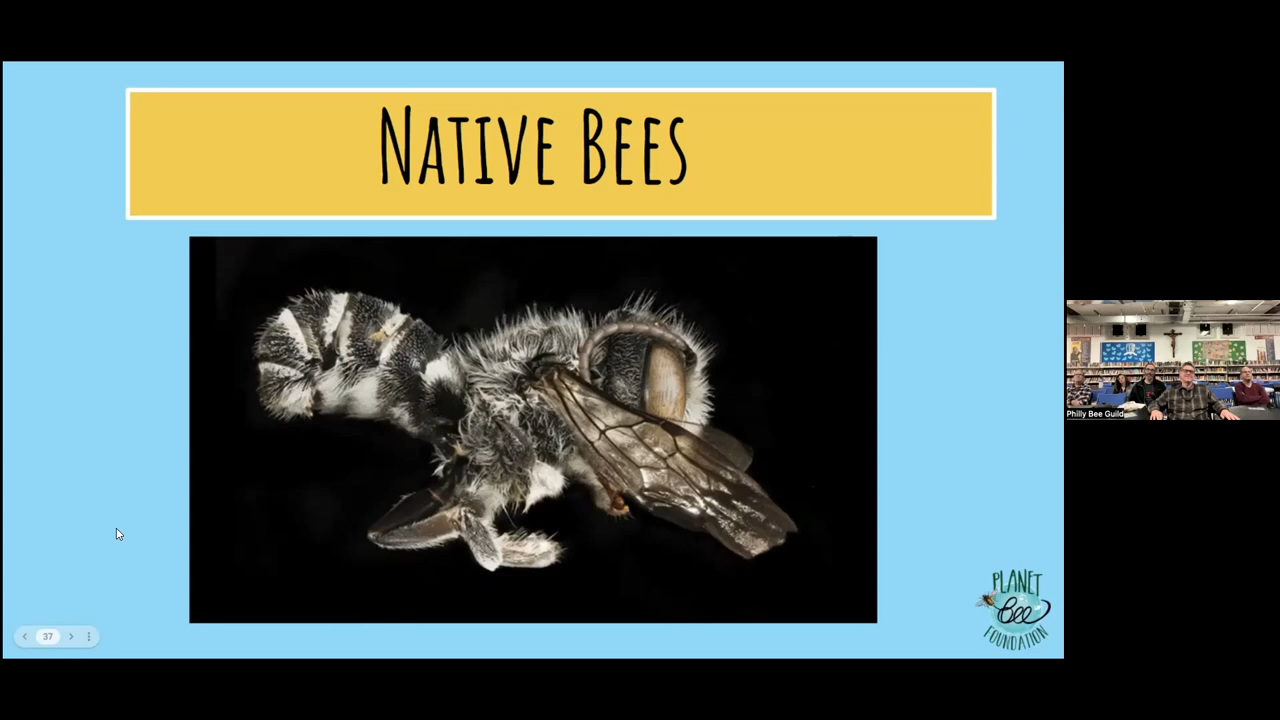 NATIVE BEES
37
PLANET
Bee
FOUNDATION
Philly Bee Guild